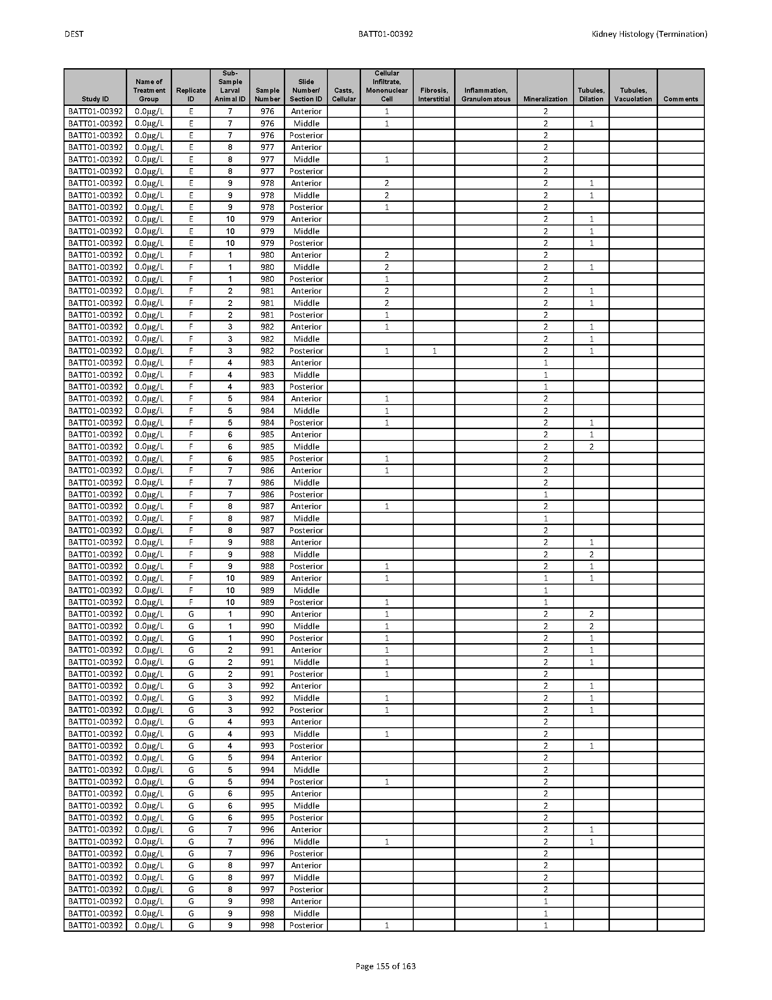 DEST BATT01-00392 Kidney Histology (Termination)
Study ID Name of Treatment Group Replicate ID Sub-Sample Larval Animal ID Sample Number Slide Number/ Section ID Casts, Cellular Cellular Infiltrate, Mononuclear Cell Fibrosis, Interstitial Inflammation, Granulomatous Mineralization Tubules, Dilation Tubules, Vacuolation Comments
BATT01-00392 0.0µg/L E 7 976 Anterior 1 2
BATT01-00392 0.0µg/L E 7 976 Middle 1 2 1
BATT01-00392 0.0µg/L E 7 976 Posterior 2
BATT01-00392 0.0µg/L E 8 977 Anterior 2
BATT01-00392 0.0µg/L E 8 977 Middle 1 2
BATT01-00392 0.0µg/L E 8 977 Posterior 2
BATT01-00392 0.0µg/L E 9 978 Anterior 2 2 1
BATT01-00392 0.0µg/L E 9 978 Middle 2 2 1
BATT01-00392 0.0µg/L E 9 978 Posterior 1 2
BATT01-00392 0.0µg/L E 10 979 Anterior 2 1
BATT01-00392 0.0µg/L E 10 979 Middle 2 1
BATT01-00392 0.0µg/L E 10 979 Posterior 2 1
BATT01-00392 0.0µg/L F 1 980 Anterior 2 2
BATT01-00392 0.0µg/L F 1 980 Middle 2 2 1
BATT01-00392 0.0µg/L F 1 980 Posterior 1 2
BATT01-00392 0.0µg/L F 2 981 Anterior 2 2 1
BATT01-00392 0.0µg/L F 2 981 Middle 2 2 1
BATT01-00392 0.0µg/L F 2 981 Posterior 1 2
BATT01-00392 0.0µg/L F 3 982 Anterior 1 2 1
BATT01-00392 0.0µg/L F 3 982 Middle 2 1
BATT01-00392 0.0µg/L F 3 982 Posterior 1 1 2 1
BATT01-00392 0.0µg/L F 4 983 Anterior 1
BATT01-00392 0.0µg/L F 4 983 Middle 1
BATT01-00392 0.0µg/L F 4 983 Posterior 1
BATT01-00392 0.0µg/L F 5 984 Anterior 1 2
BATT01-00392 0.0µg/L F 5 984 Middle 1 2
BATT01-00392 0.0µg/L F 5 984 Posterior 1 2 1
BATT01-00392 0.0µg/L F 6 985 Anterior 2 1
BATT01-00392 0.0µg/L F 6 985 Middle 2 2
BATT01-00392 0.0µg/L F 6 985 Posterior 1 2
BATT01-00392 0.0µg/L F 7 986 Anterior 1 2
BATT01-00392 0.0µg/L F 7 986 Middle 2
BATT01-00392 0.0µg/L F 7 986 Posterior 1
BATT01-00392 0.0µg/L F 8 987 Anterior 1 2
BATT01-00392 0.0µg/L F 8 987 Middle 1
BATT01-00392 0.0µg/L F 8 987 Posterior 2
BATT01-00392 0.0µg/L F 9 988 Anterior 2 1
BATT01-00392 0.0µg/L F 9 988 Middle 2 2
BATT01-00392 0.0µg/L F 9 988 Posterior 1 2 1
BATT01-00392 0.0µg/L F 10 989 Anterior 1 1 1
BATT01-00392 0.0µg/L F 10 989 Middle 1
BATT01-00392 0.0µg/L F 10 989 Posterior 1 1
BATT01-00392 0.0µg/L G 1 990 Anterior 1 2 2
BATT01-00392 0.0µg/L G 1 990 Middle 1 2 2
BATT01-00392 0.0µg/L G 1 990 Posterior 1 2 1
BATT01-00392 0.0µg/L G 2 991 Anterior 1 2 1
BATT01-00392 0.0µg/L G 2 991 Middle 1 2 1
BATT01-00392 0.0µg/L G 2 991 Posterior 1 2
BATT01-00392 0.0µg/L G 3 992 Anterior 2 1
BATT01-00392 0.0µg/L G 3 992 Middle 1 2 1
BATT01-00392 0.0µg/L G 3 992 Posterior 1 2 1
BATT01-00392 0.0µg/L G 4 993 Anterior 2
BATT01-00392 0.0µg/L G 4 993 Middle 1 2
BATT01-00392 0.0µg/L G 4 993 Posterior 2 1
BATT01-00392 0.0µg/L G 5 994 Anterior 2
BATT01-00392 0.0µg/L G 5 994 Middle 2
BATT01-00392 0.0µg/L G 5 994 Posterior 1 2
BATT01-00392 0.0µg/L G 6 995 Anterior 2
BATT01-00392 0.0µg/L G 6 995 Middle 2
BATT01-00392 0.0µg/L G 6 995 Posterior 2
BATT01-00392 0.0µg/L G 7 996 Anterior 2 1
BATT01-00392 0.0µg/L G 7 996 Middle 1 2 1
BATT01-00392 0.0µg/L G 7 996 Posterior 2
BATT01-00392 0.0µg/L G 8 997 Anterior 2
BATT01-00392 0.0µg/L G 8 997 Middle 2
BATT01-00392 0.0µg/L G 8 997 Posterior 2
BATT01-00392 0.0µg/L G 9 998 Anterior 1
BATT01-00392 0.0µg/L G 9 998 Middle 1
BATT01-00392 0.0µg/L G 9 998 Posterior 1 1
Page 155 of 163